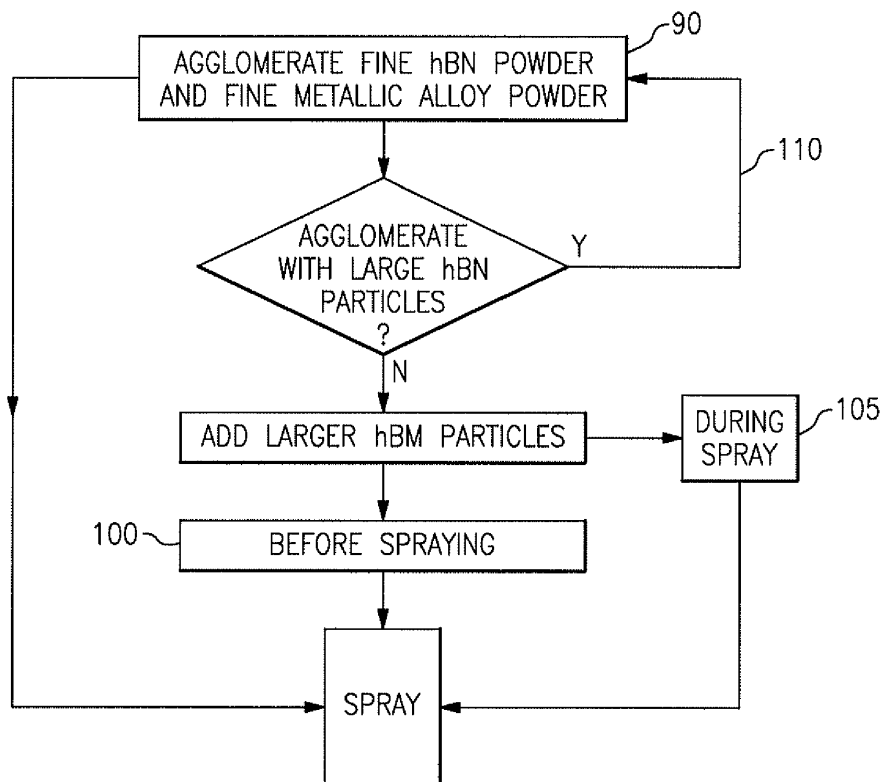 90
AGGLOMERATE FINE hBN POWDER
AND FINE METALLIC ALLOY POWDER
110
AGGLOMERATE
WITH LARGE hBN
PARTICLES
?
Y
N
ADD LARGER hBM PARTICLES
DURING
SPRAY
105
100
BEFORE SPRAYING
SPRAY